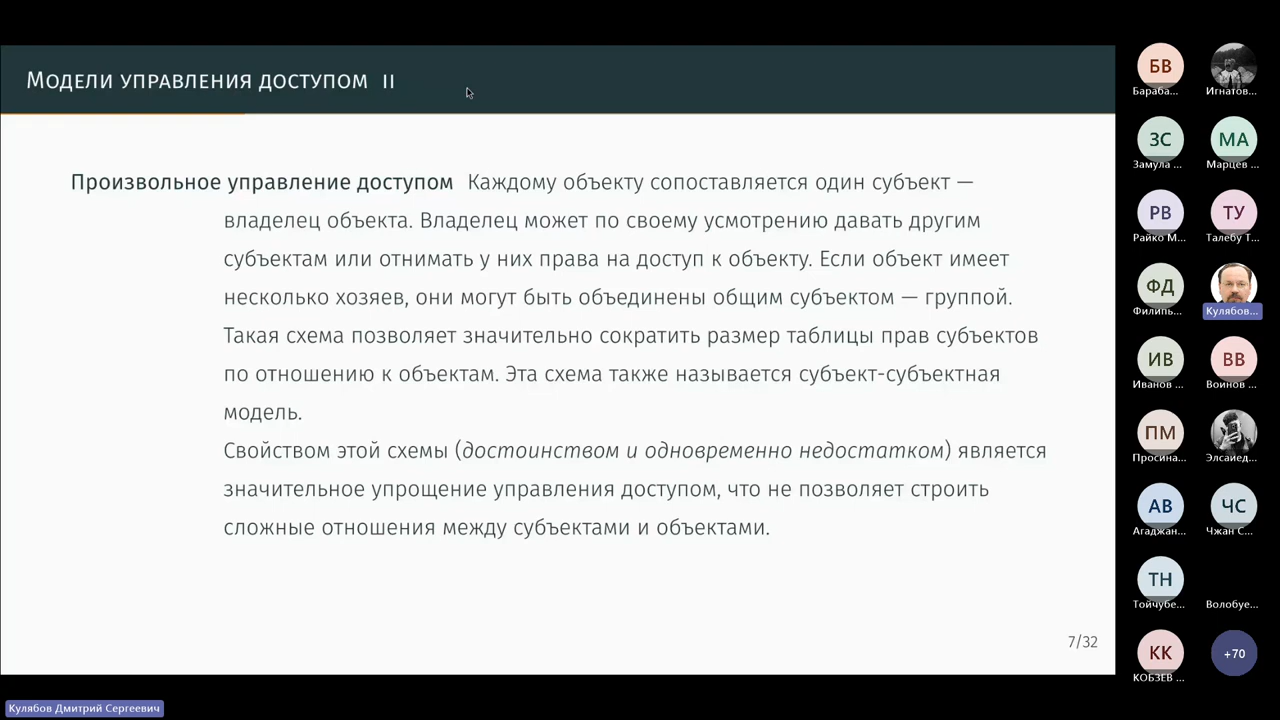 Модели управления доступом II
Произвольное управление доступом Каждому объекту сопоставляется один субъект —
владелец объекта. Владелец может по своему усмотрению давать другим
субъектам или отнимать у них права на доступ к объекту. Если объект имеет
несколько хозяев, они могут быть объединены общим субъектом — группой.
Такая схема позволяет значительно сократить размер таблицы прав субъектов
по отношению к объектам. Эта схема также называется субъект-субъектная
модель.
Свойством этой схемы (достоинством и одновременно недостатком) является
значительное упрощение управления доступом, что не позволяет строить
сложные отношения между субъектами и объектами.
7/32
БВ
Бараба...
Игнатов...
ЗС
Замула ...
МА
Марцев ...
РВ
Райко М...
ТУ
Талебу Т...
ФД
Филипь...
Кулябов...
ИВ
Иванов ...
ВВ
Воинов ...
ПМ
Просина...
Элсаиед...
АВ
Агаджан...
ЧС
Чжан С...
ТН
Тойчубе...
Волобуе...
КК
КОБЗЕВ ...
+70
Кулябов Дмитрий Сергеевич